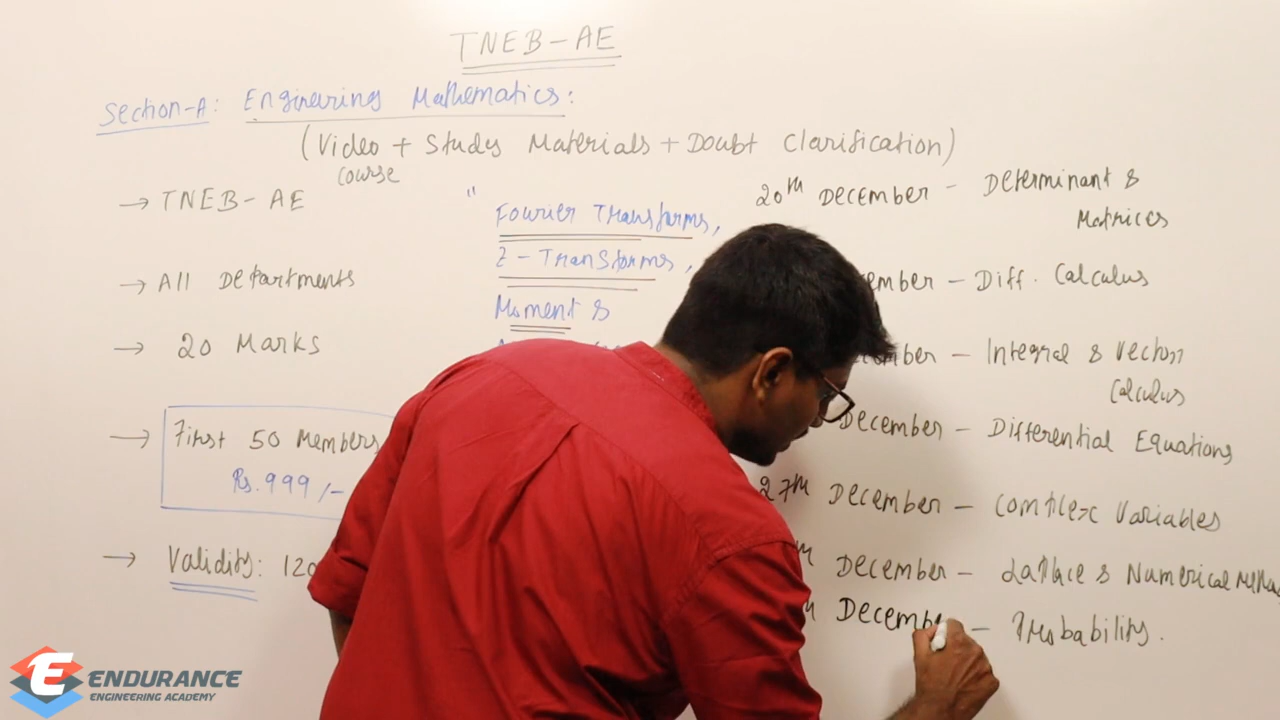 TNEB-AE
Section-A: Engineering Mathematics:
(Video + Study Materials + Doubt Clarification)
course
→ TNEB-AE
→ All Departments
→ 20 Marks
→ First 50 Members
Rs.999/-
→ Validity: 120
"
Fourier Transforms,
Z-Transforms,
Moment &
20th December - Determinant &
Matrices
ember - Diff. Calculus
ember - Integral & Vector
Calculus
December - Differential Equations
27th December - Complex Variables
December - Laplace & Numerical
December - Probability.
E ENDURANCE
ENGINEERING ACADEMY